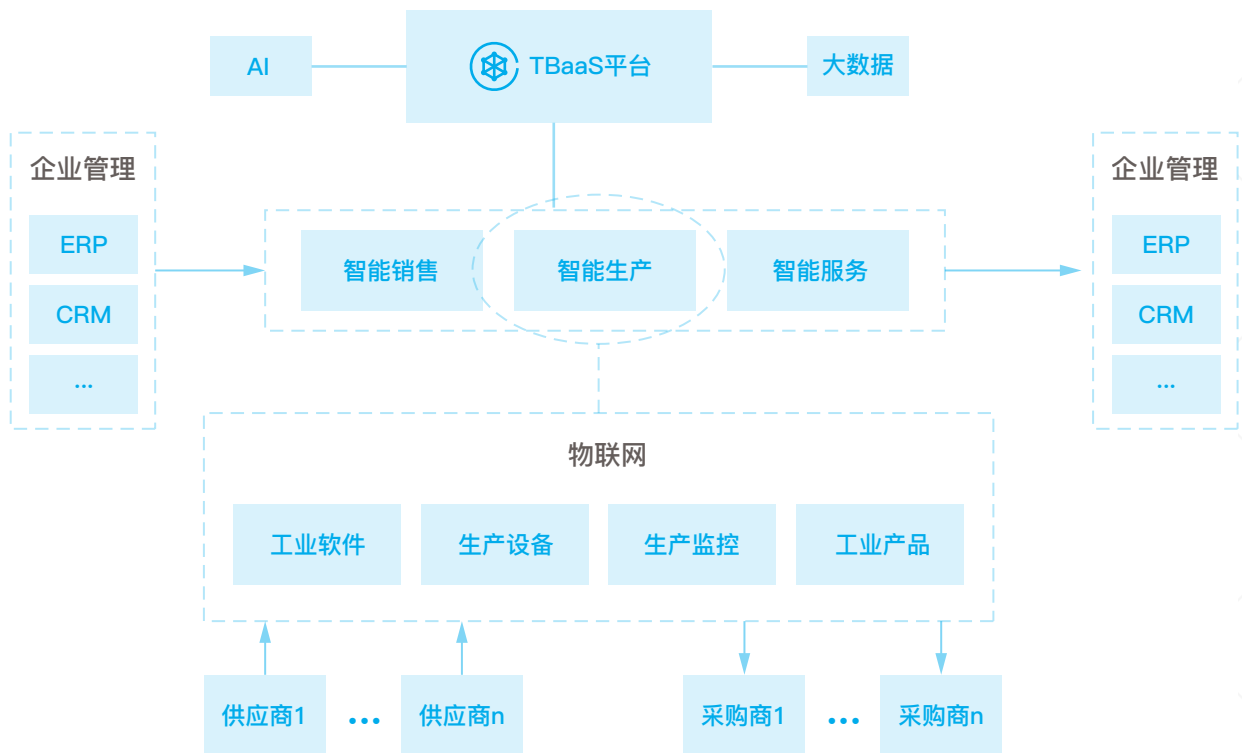 AI
TBaaS平台
大数据
企业管理
ERP
CRM
...
智能销售
智能生产
智能服务
企业管理
ERP
CRM
...
物联网
工业软件
生产设备
生产监控
工业产品
供应商1
...
供应商n
采购商1
...
采购商n